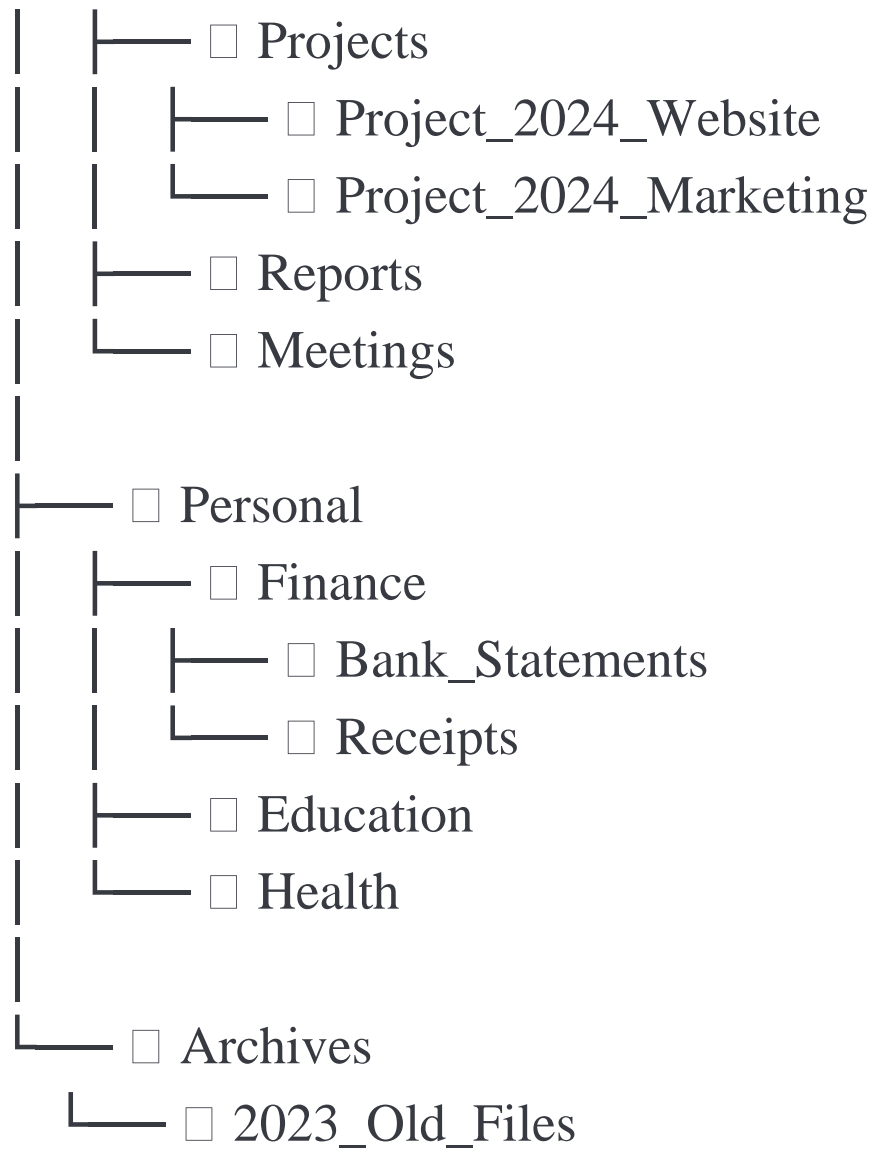 │ ├── □ Projects
│ │ ├── □ Project_2024_Website
│ │ └── □ Project_2024_Marketing
│ ├── □ Reports
│ └── □ Meetings
│
├── □ Personal
│ ├── □ Finance
│ │ ├── □ Bank_Statements
│ │ └── □ Receipts
│ ├── □ Education
│ └── □ Health
│
└── □ Archives
└── □ 2023_Old_Files